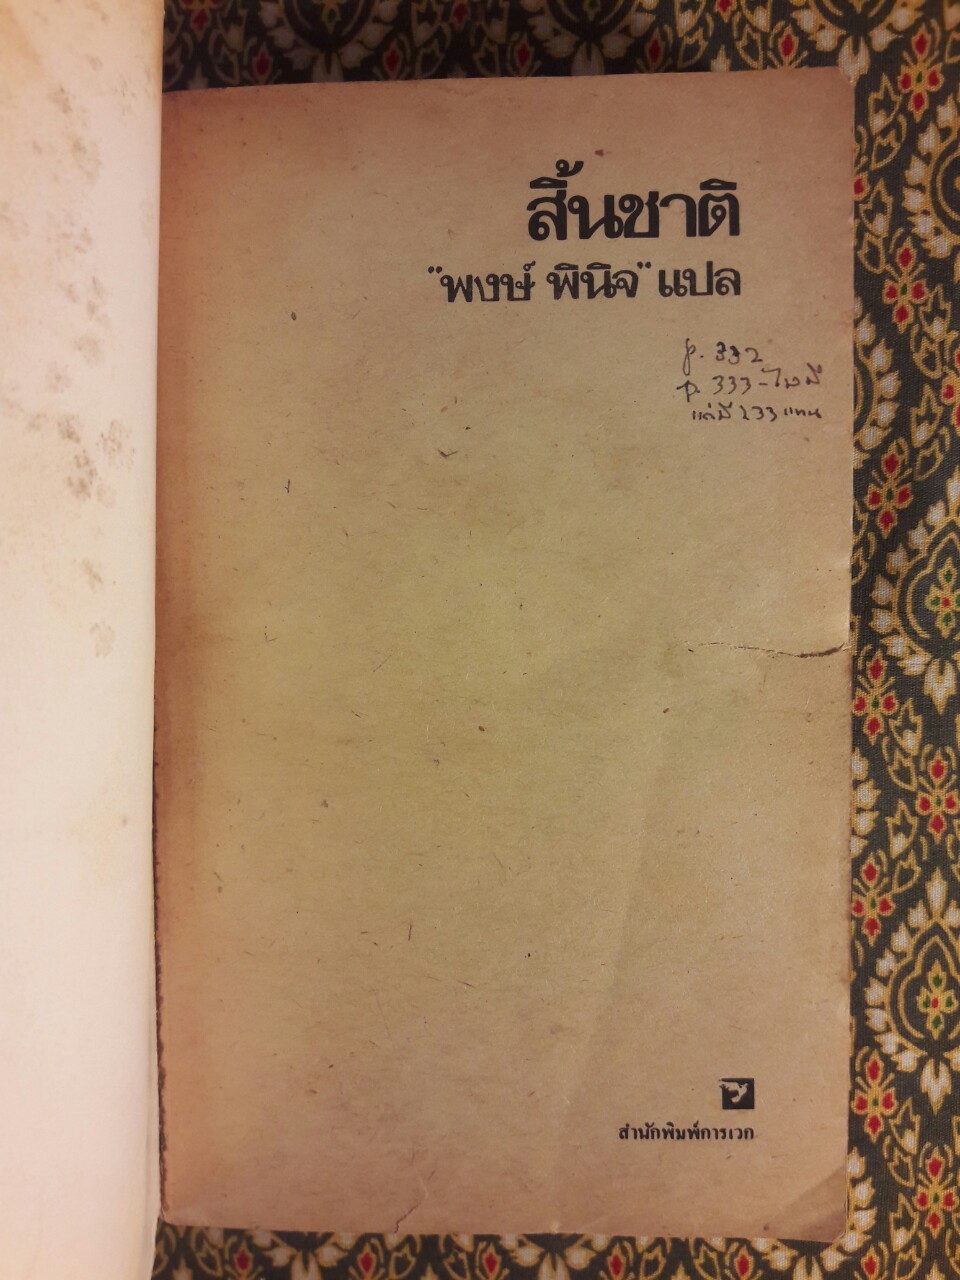 สิ้นชาติ
"พงษ์ พินิจ" แปล
p. 332
p. 333 - ไม่มี
แต่มี 233 แทน
สำนักพิมพ์การเวก